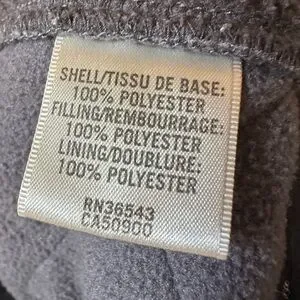 SHELL/TISSU DE BASE:
100% POLYESTER
FILLING/REMBOURRAGE:
100% POLYESTER
LINING/DOUBLURE:
100% POLYESTER
RN36543
CA50900